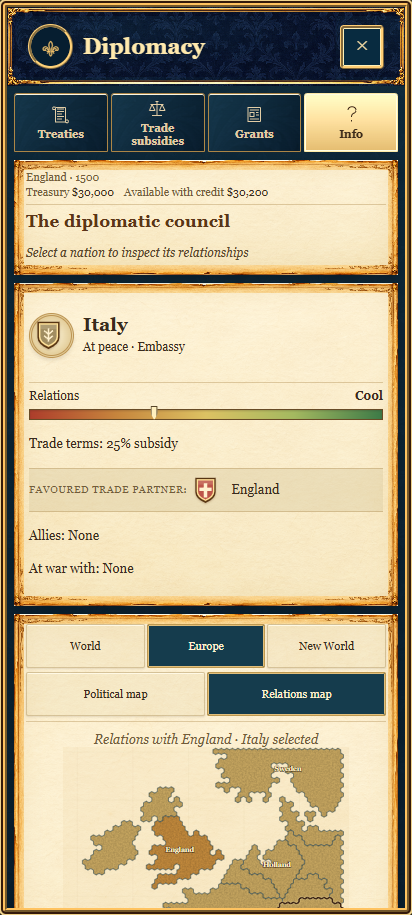 Diplomacy
×
Treaties
Trade
subsidies
Grants
?
Info
England · 1500
Treasury $30,000 Available with credit $30,200
The diplomatic council
Select a nation to inspect its relationships
Italy
At peace · Embassy
Relations Cool
Trade terms: 25% subsidy
FAVOURED TRADE PARTNER: England
Allies: None
At war with: None
World Europe New World
Political map Relations map
Relations with England · Italy selected
Sweden
England
Holland